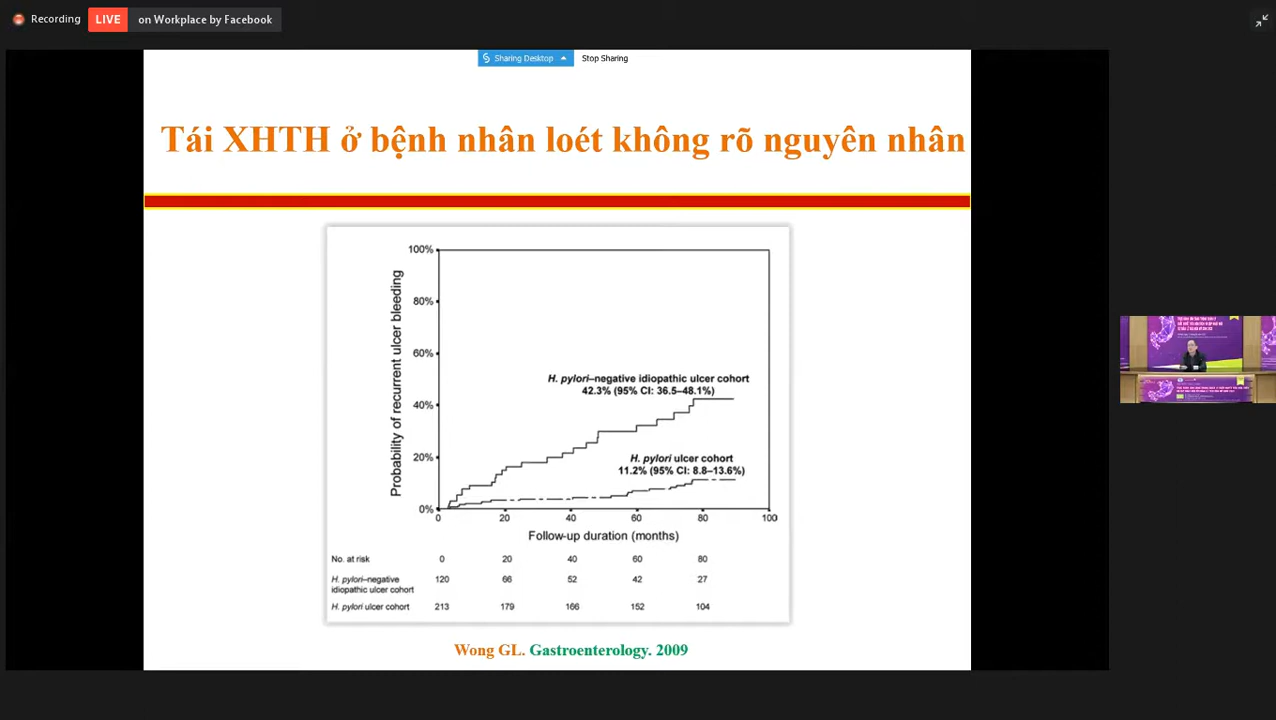 Recording LIVE on Workplace by Facebook
Sharing Desktop Stop Sharing
Tái XHTH ở bệnh nhân loét không rõ nguyên nhân
Probability of recurrent ulcer bleeding
100%
80%
60%
40%
20%
0%
H. pylori–negative idiopathic ulcer cohort
42.3% (95% CI: 36.5–48.1%)
H. pylori ulcer cohort
11.2% (95% CI: 8.8–13.6%)
0 20 40 60 80 100
Follow-up duration (months)
No. at risk 0 20 40 60 80
H. pylori–negative
idiopathic ulcer cohort 120 66 52 42 27
H. pylori ulcer cohort 213 179 166 152 104
Wong GL. Gastroenterology. 2009